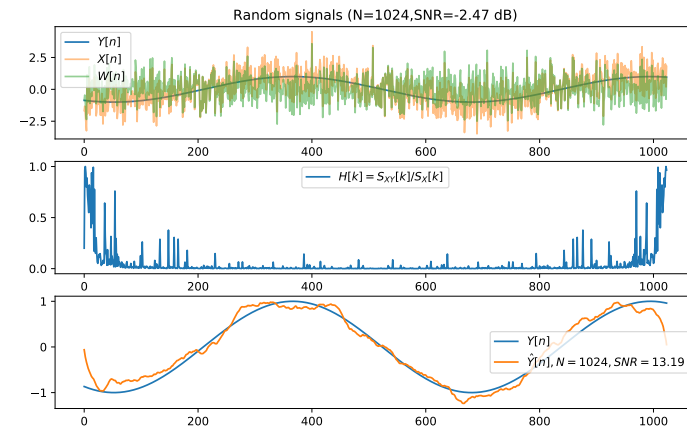 Random signals (N=1024,SNR=-2.47 dB)
Y[n]
X[n]
W[n]
2.5
0.0
−2.5
0 200 400 600 800 1000
H[k] = S_{XY}[k]/S_X[k]
1.0
0.5
0.0
0 200 400 600 800 1000
1
0
−1
Y[n]
Ŷ[n], N = 1024, SNR = 13.19
0 200 400 600 800 1000